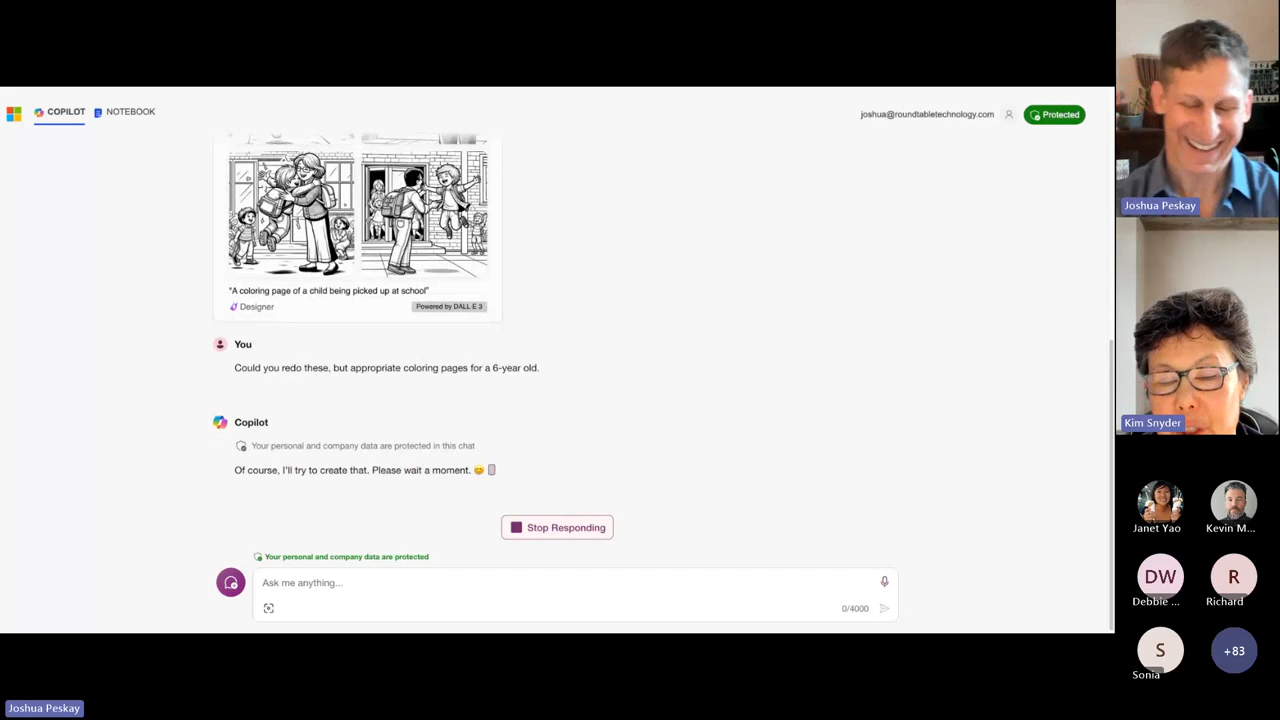 COPILOT
NOTEBOOK
joshua@roundtabletechnology.com
Protected
"A coloring page of a child being picked up at school"
Designer
Powered by DALL·E 3
You
Could you redo these, but appropriate coloring pages for a 6-year old.
Copilot
Your personal and company data are protected in this chat
Of course, I'll try to create that. Please wait a moment. 😊
Stop Responding
Your personal and company data are protected
Ask me anything...
0/4000
Joshua Peskay
Kim Snyder
Janet Yao
Kevin M...
DW
R
Debbie ...
Richard
S
+83
Sonia
Joshua Peskay